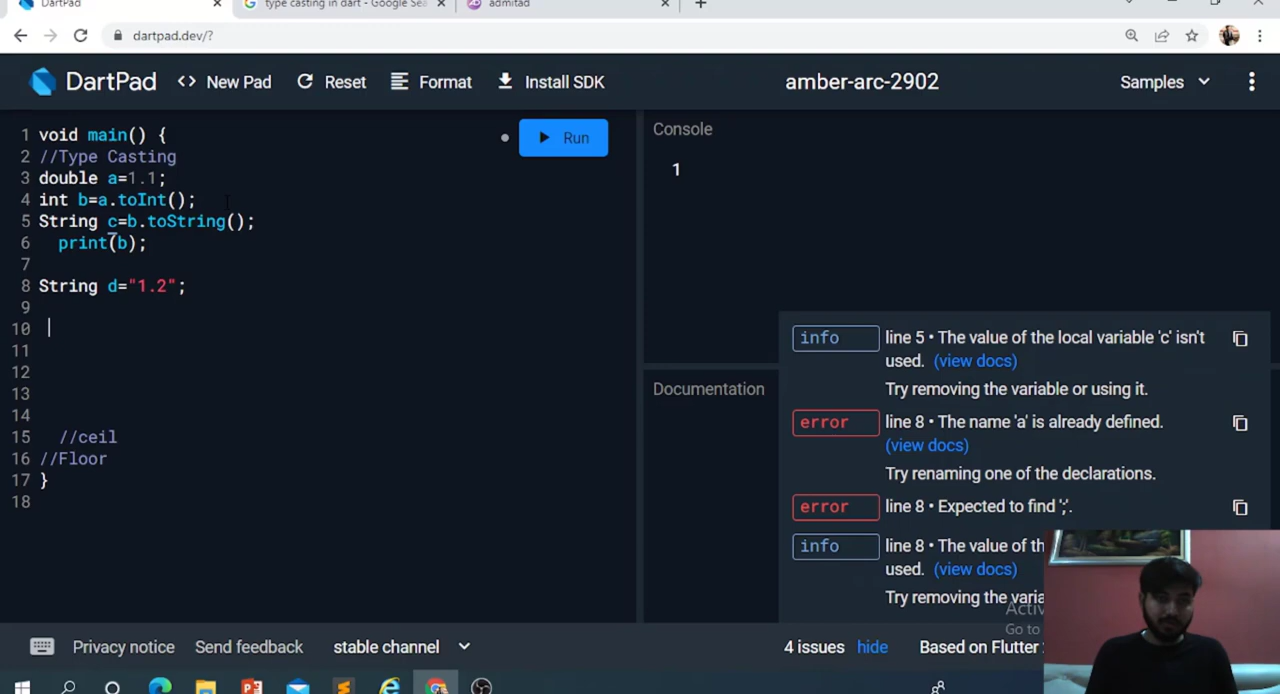 DartPad
type casting in dart - Google Sea
admitad
dartpad.dev/?
DartPad
<> New Pad
Reset
Format
Install SDK
amber-arc-2902
Samples
1 void main() {
2 //Type Casting
3 double a=1.1;
4 int b=a.toInt();
5 String c=b.toString();
6 print(b);
7
8 String d="1.2";
9
10
11
12
13
14
15 //ceil
16 //Floor
17 }
18
Run
Console
1
info line 5 • The value of the local variable 'c' isn't
used. (view docs)
Try removing the variable or using it.
error line 8 • The name 'a' is already defined.
(view docs)
Try renaming one of the declarations.
error line 8 • Expected to find ';'.
info line 8 • The value of th
used. (view docs)
Try removing the varia
Documentation
Activ
Go to
Privacy notice
Send feedback
stable channel
4 issues hide
Based on Flutter